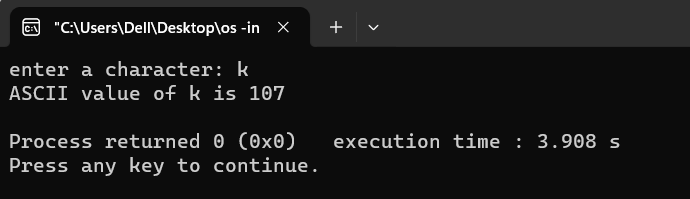 "C:\Users\Dell\Desktop\os -in
enter a character: k
ASCII value of k is 107
Process returned 0 (0x0)   execution time : 3.908 s
Press any key to continue.